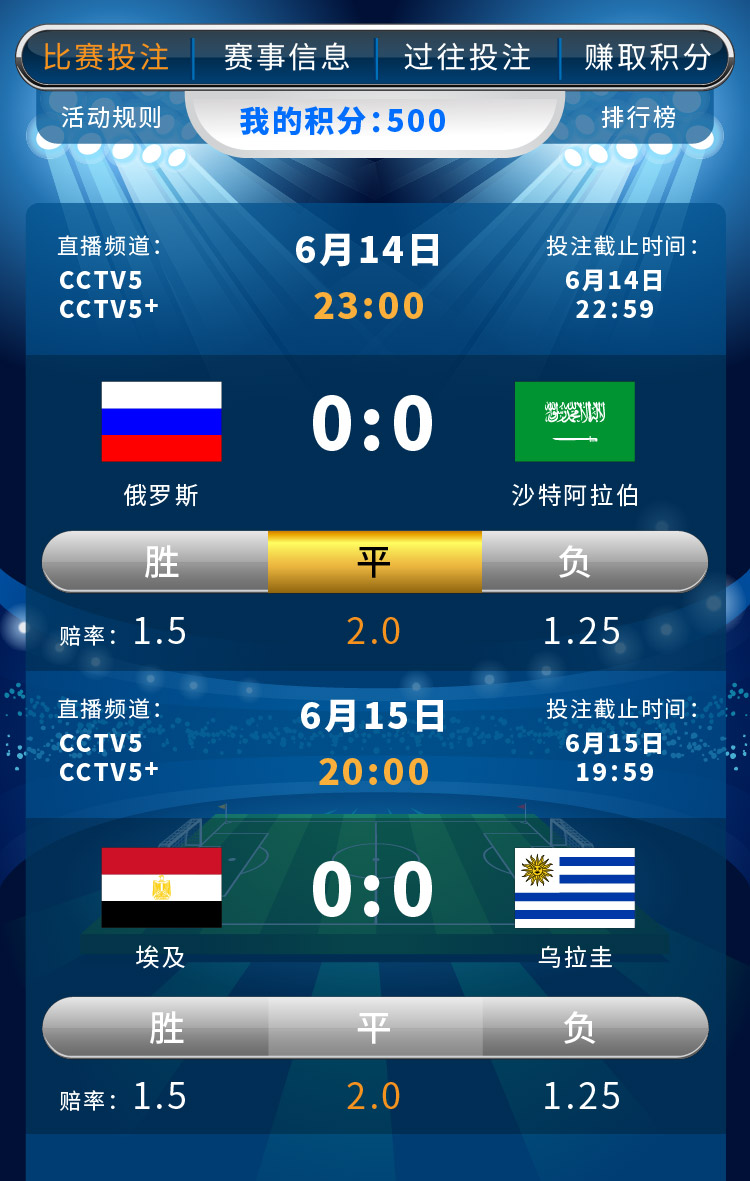 比赛投注 赛事信息 过往投注 赚取积分
活动规则 我的积分:500 排行榜
直播频道: 6月14日 投注截止时间:
CCTV5 6月14日
CCTV5+ 23:00 22:59
0:0
俄罗斯 沙特阿拉伯
胜 平 负
赔率: 1.5 2.0 1.25
直播频道: 6月15日 投注截止时间:
CCTV5 6月15日
CCTV5+ 20:00 19:59
0:0
埃及 乌拉圭
胜 平 负
赔率: 1.5 2.0 1.25